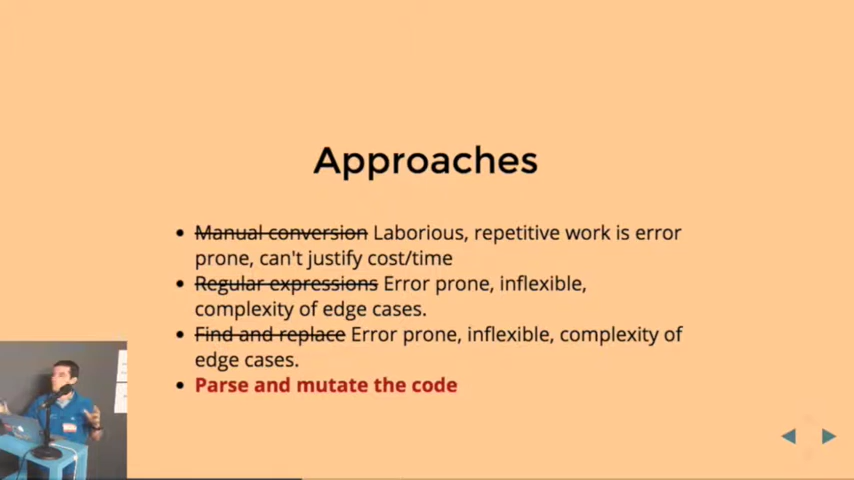 Approaches
Manual conversion Laborious, repetitive work is error
prone, can't justify cost/time
Regular expressions Error prone, inflexible,
complexity of edge cases.
Find and replace Error prone, inflexible, complexity of
edge cases.
Parse and mutate the code